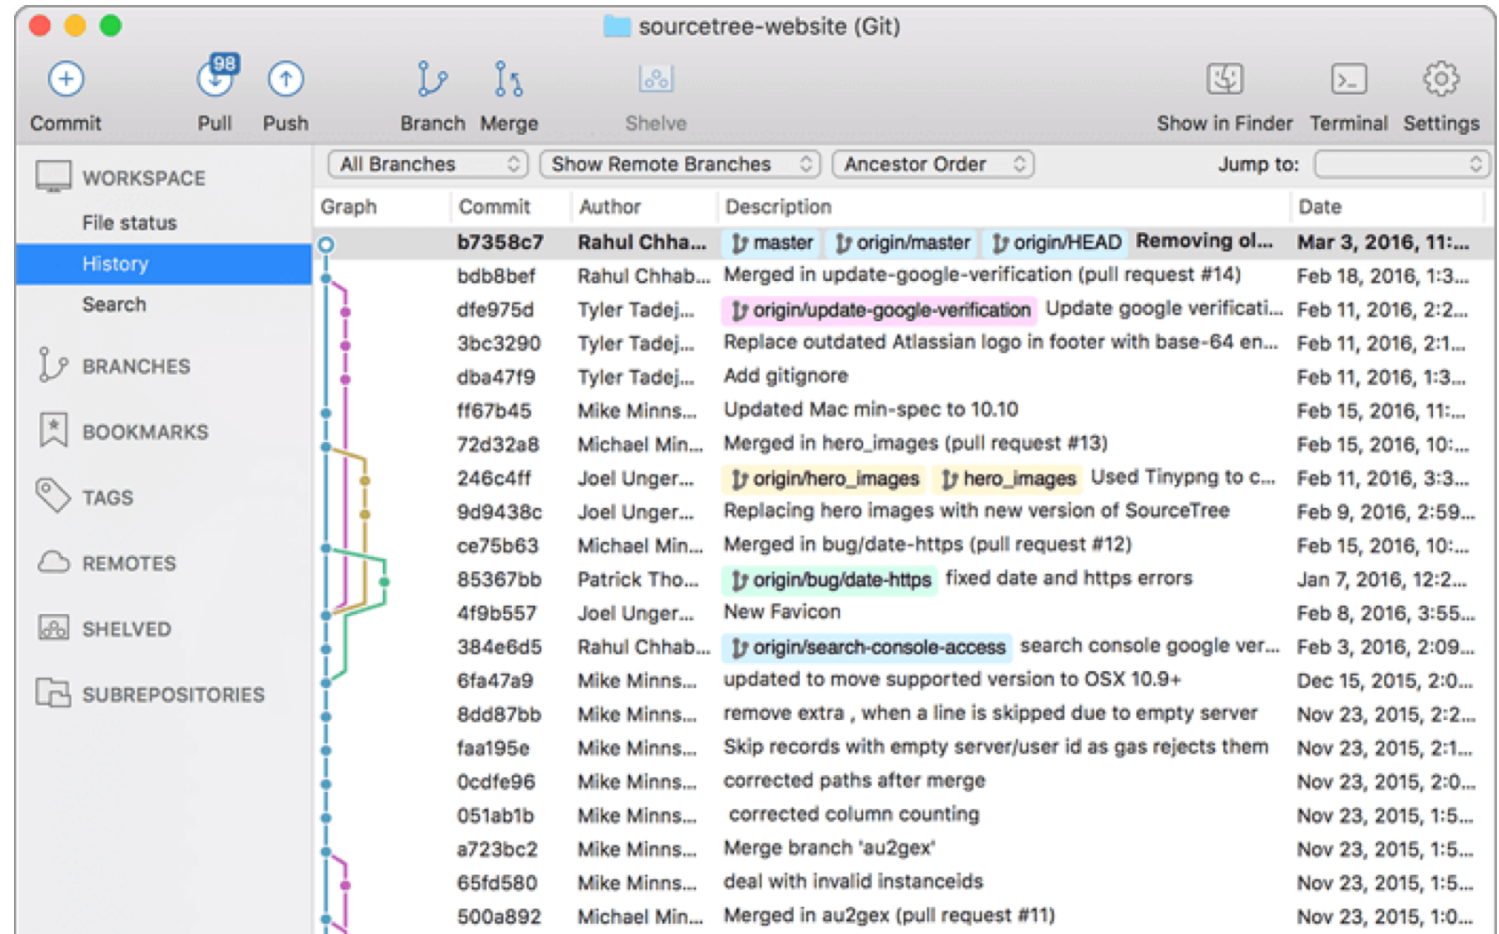 sourcetree-website (Git)
98
Commit Pull Push Branch Merge Shelve Show in Finder Terminal Settings
WORKSPACE
File status
History
Search
BRANCHES
BOOKMARKS
TAGS
REMOTES
SHELVED
SUBREPOSITORIES
All Branches Show Remote Branches Ancestor Order Jump to:
Graph Commit Author Description Date
b7358c7 Rahul Chha... master origin/master origin/HEAD Removing ol... Mar 3, 2016, 11:...
bdb8bef Rahul Chhab... Merged in update-google-verification (pull request #14) Feb 18, 2016, 1:3...
dfe975d Tyler Tadej... origin/update-google-verification Update google verificati... Feb 11, 2016, 2:2...
3bc3290 Tyler Tadej... Replace outdated Atlassian logo in footer with base-64 en... Feb 11, 2016, 2:1...
dba47f9 Tyler Tadej... Add gitignore Feb 11, 2016, 1:3...
ff67b45 Mike Minns... Updated Mac min-spec to 10.10 Feb 15, 2016, 11:...
72d32a8 Michael Min... Merged in hero_images (pull request #13) Feb 15, 2016, 10:...
246c4ff Joel Unger... origin/hero_images hero_images Used Tinypng to c... Feb 11, 2016, 3:3...
9d9438c Joel Unger... Replacing hero images with new version of SourceTree Feb 9, 2016, 2:59...
ce75b63 Michael Min... Merged in bug/date-https (pull request #12) Feb 15, 2016, 10:...
85367bb Patrick Tho... origin/bug/date-https fixed date and https errors Jan 7, 2016, 12:2...
4f9b557 Joel Unger... New Favicon Feb 8, 2016, 3:55...
384e6d5 Rahul Chhab... origin/search-console-access search console google ver... Feb 3, 2016, 2:09...
6fa47a9 Mike Minns... updated to move supported version to OSX 10.9+ Dec 15, 2015, 2:0...
8dd87bb Mike Minns... remove extra , when a line is skipped due to empty server Nov 23, 2015, 2:2...
faa195e Mike Minns... Skip records with empty server/user id as gas rejects them Nov 23, 2015, 2:1...
0cdfe96 Mike Minns... corrected paths after merge Nov 23, 2015, 2:0...
051ab1b Mike Minns... corrected column counting Nov 23, 2015, 1:5...
a723bc2 Mike Minns... Merge branch 'au2gex' Nov 23, 2015, 1:5...
65fd580 Mike Minns... deal with invalid instanceids Nov 23, 2015, 1:5...
500a892 Michael Min... Merged in au2gex (pull request #11) Nov 23, 2015, 1:0...